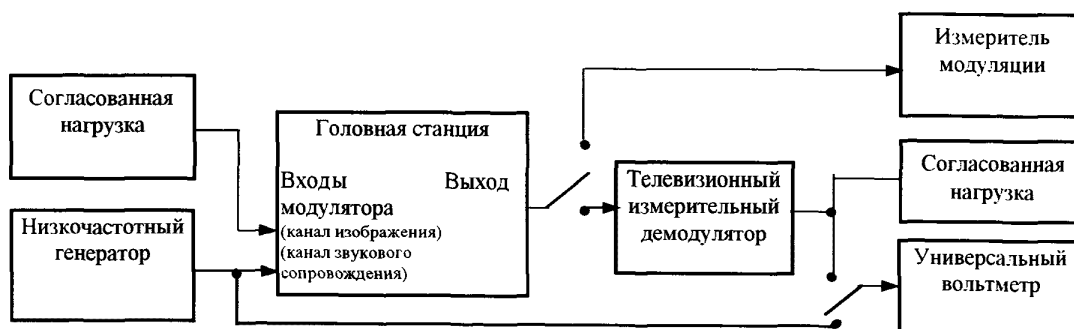 Согласованная
нагрузка
Низкочастотный
генератор
Головная станция
Входы Выход
модулятора
(канал изображения)
(канал звукового
сопровождения)
Телевизионный
измерительный
демодулятор
Измеритель
модуляции
Согласованная
нагрузка
Универсальный
вольтметр